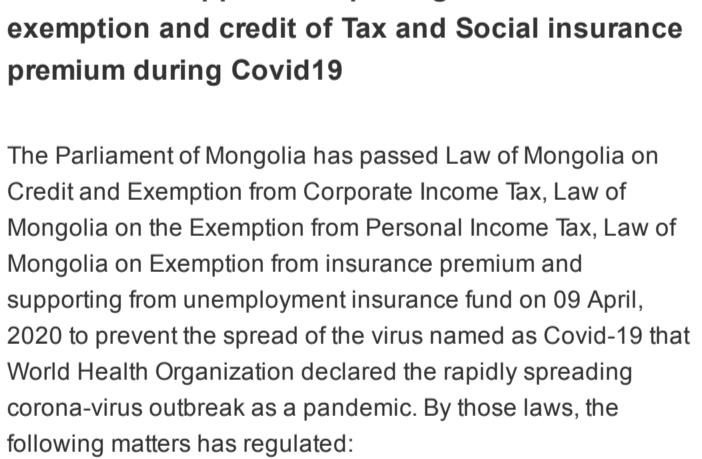 exemption and credit of Tax and Social insurance
premium during Covid19
The Parliament of Mongolia has passed Law of Mongolia on
Credit and Exemption from Corporate Income Tax, Law of
Mongolia on the Exemption from Personal Income Tax, Law of
Mongolia on Exemption from insurance premium and
supporting from unemployment insurance fund on 09 April,
2020 to prevent the spread of the virus named as Covid-19 that
World Health Organization declared the rapidly spreading
corona-virus outbreak as a pandemic. By those laws, the
following matters has regulated: